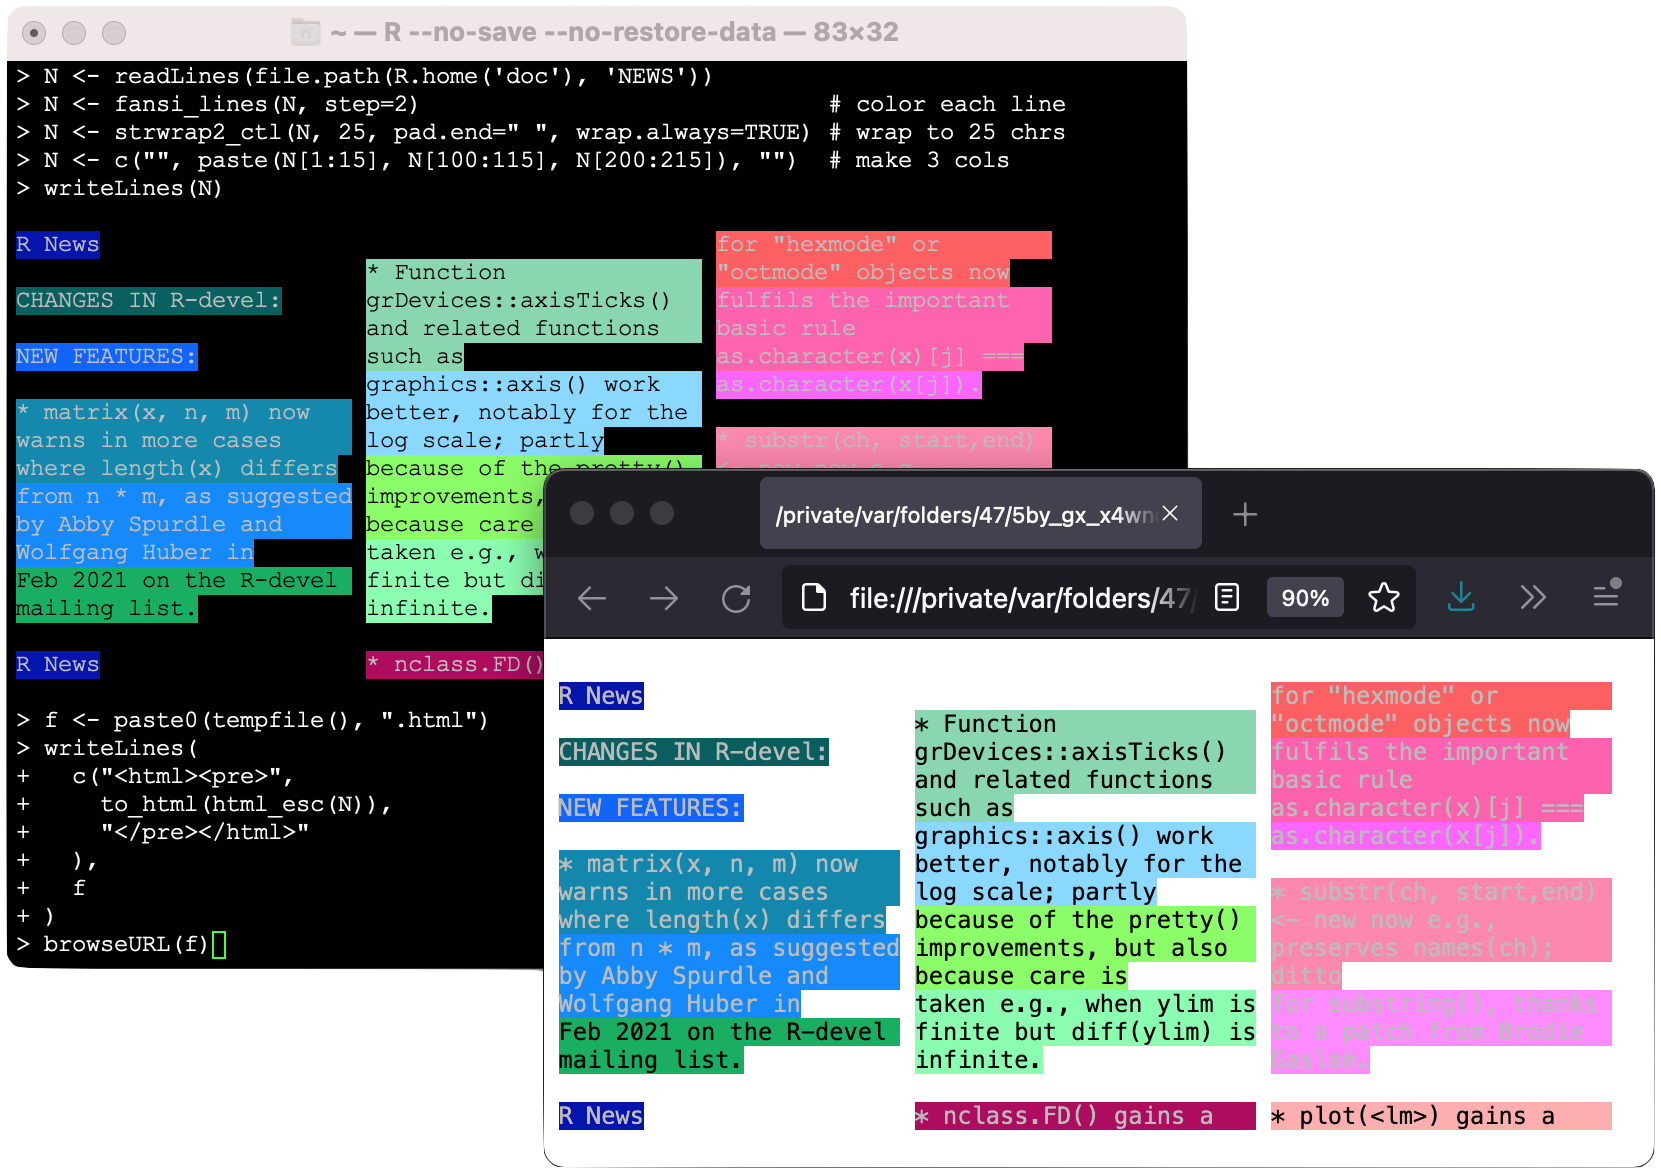 ~ — R --no-save --no-restore-data — 83×32
> N <- readLines(file.path(R.home('doc'), 'NEWS'))
> N <- fansi_lines(N, step=2) # color each line
> N <- strwrap2_ctl(N, 25, pad.end=" ", wrap.always=TRUE) # wrap to 25 chrs
> N <- c("", paste(N[1:15], N[100:115], N[200:215]), "") # make 3 cols
> writeLines(N)
R News for "hexmode" or
* Function "octmode" objects now
CHANGES IN R-devel: grDevices::axisTicks() fulfils the important
and related functions basic rule
NEW FEATURES: such as as.character(x)[j] ===
graphics::axis() work as.character(x[j]).
* matrix(x, n, m) now better, notably for the
warns in more cases log scale; partly * substr(ch, start,end)
where length(x) differs because of the pretty() <- new now e.g.,
from n * m, as suggested improvements,
by Abby Spurdle and because care
Wolfgang Huber in taken e.g., w
Feb 2021 on the R-devel finite but di
mailing list. infinite.
R News * nclass.FD()
> f <- paste0(tempfile(), ".html")
> writeLines(
+ c("<html><pre>",
+ to_html(html_esc(N)),
+ "</pre></html>"
+ ),
+ f
+ )
> browseURL(f)
/private/var/folders/47/5by_gx_x4wn
file:///private/var/folders/47/ 90%
R News for "hexmode" or
* Function "octmode" objects now
CHANGES IN R-devel: grDevices::axisTicks() fulfils the important
and related functions basic rule
NEW FEATURES: such as as.character(x)[j] ===
graphics::axis() work as.character(x[j]).
* matrix(x, n, m) now better, notably for the
warns in more cases log scale; partly * substr(ch, start,end)
where length(x) differs because of the pretty() <- new now e.g.,
from n * m, as suggested improvements, but also preserves names(ch);
by Abby Spurdle and because care is ditto
Wolfgang Huber in taken e.g., when ylim is for substring(), thanks
Feb 2021 on the R-devel finite but diff(ylim) is to a patch from Brodie
mailing list. infinite. Gaslam.
R News * nclass.FD() gains a * plot(<lm>) gains a